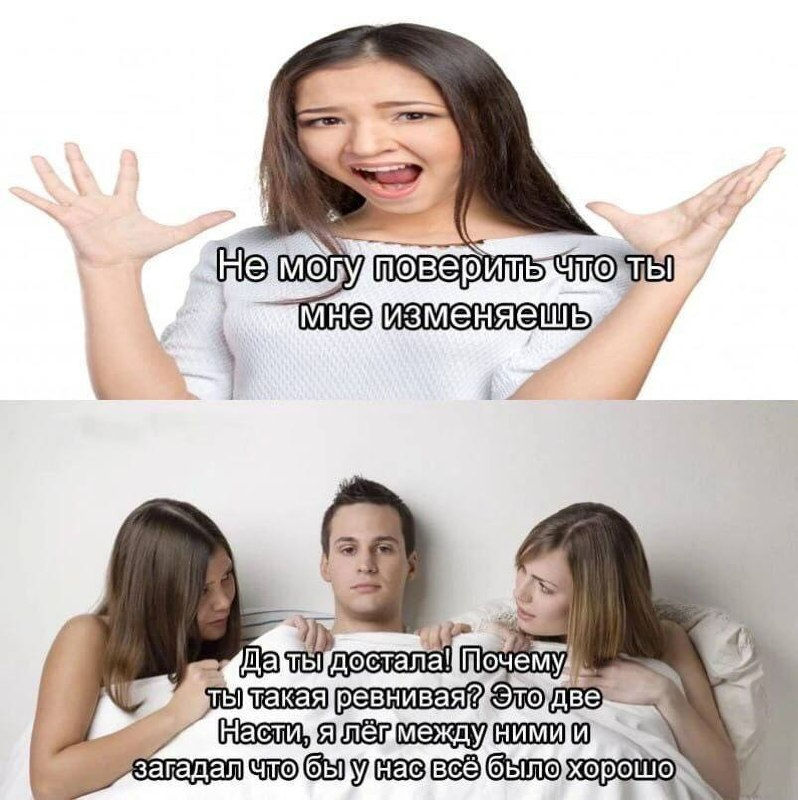 Не могу поверить что ты
мне изменяешь
Да ты достала! Почему
ты такая ревнивая? Это две
Насти, я лёг между ними и
загадал что бы у нас всё было хорошо